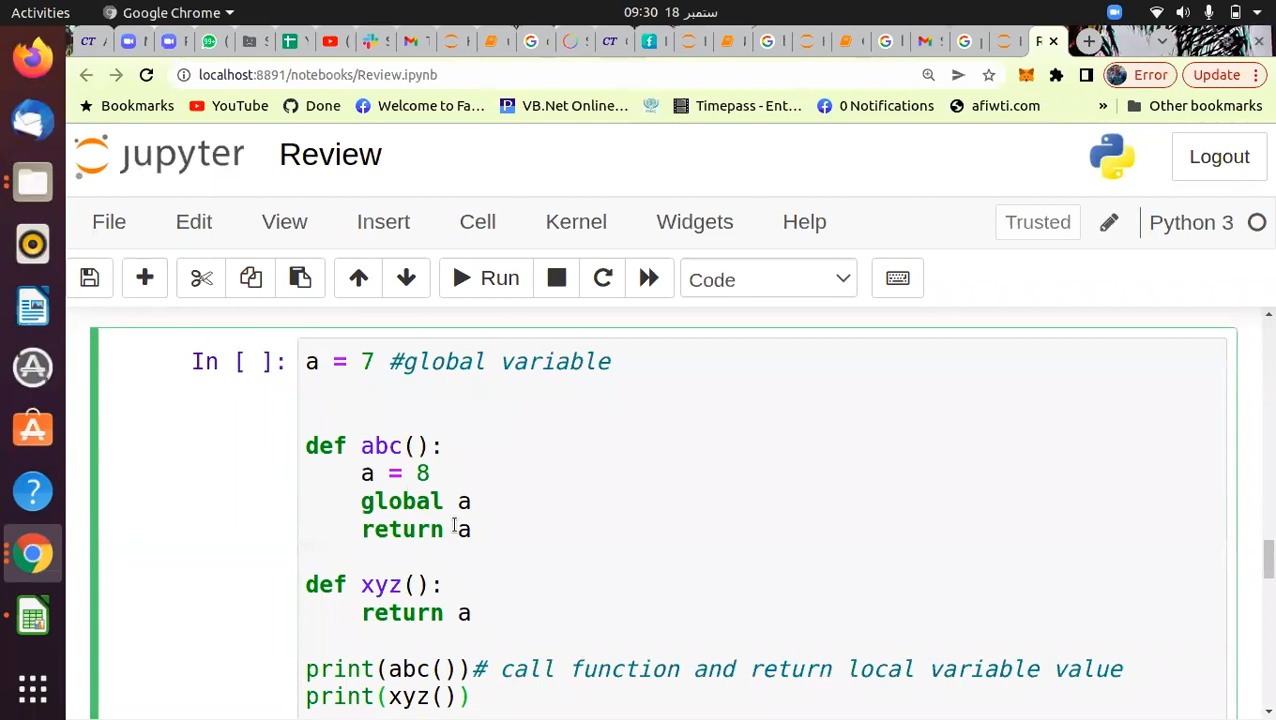 Activities Google Chrome 09:30 18 ستمبر
localhost:8891/notebooks/Review.ipynb Error Update
Bookmarks YouTube Done Welcome to Fa... VB.Net Online... Timepass - Ent... 0 Notifications afiwti.com » Other bookmarks
jupyter Review Logout
File Edit View Insert Cell Kernel Widgets Help Trusted Python 3
Run Code
In [ ]: a = 7 #global variable
def abc():
a = 8
global a
return a
def xyz():
return a
print(abc())# call function and return local variable value
print(xyz())